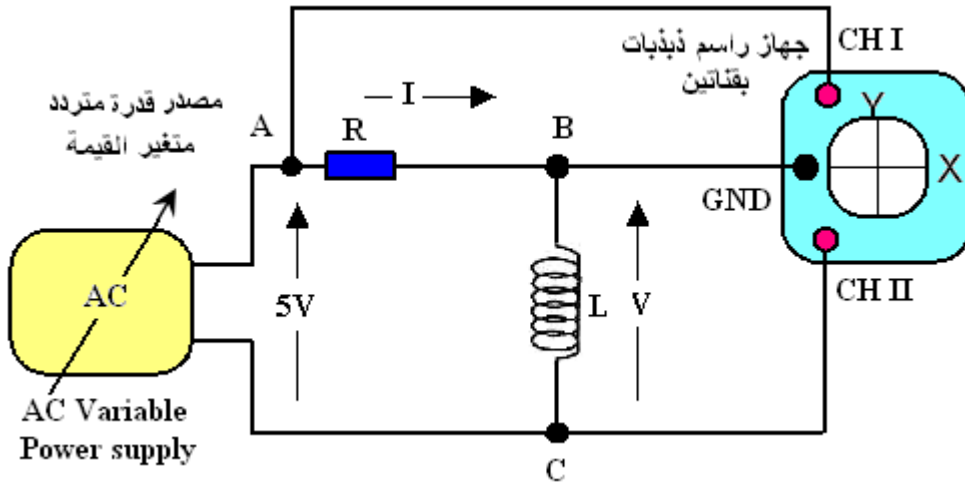 جهاز راسم ذبذبات
بقناتين
CH I
مصدر قدرة متردد
متغير القيمة
I
A
R
B
Y
X
GND
AC
5V
L
V
CH II
AC Variable
Power supply
C